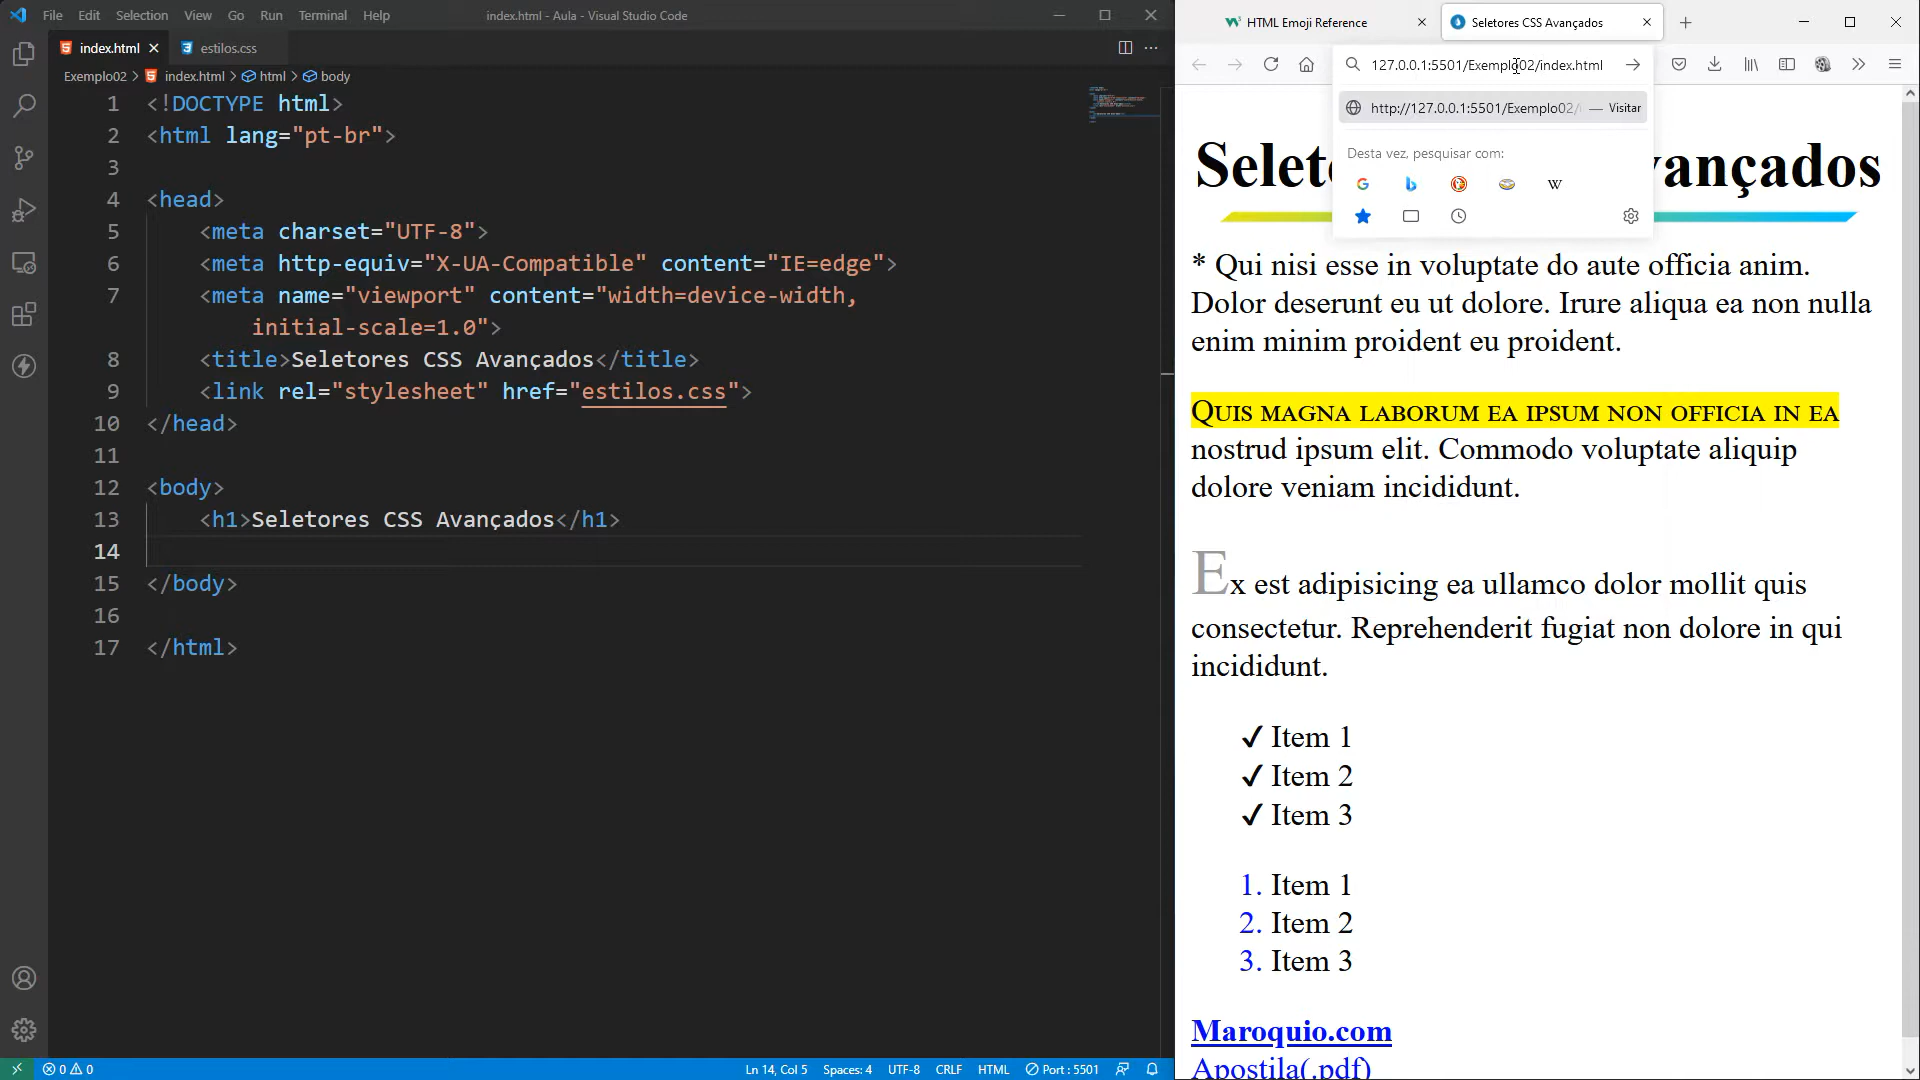 File Edit Selection View Go Run Terminal Help
index.html - Aula - Visual Studio Code
index.html
estilos.css
Exemplo02 > index.html > html > body
1 <!DOCTYPE html>
2 <html lang="pt-br">
3
4 <head>
5 <meta charset="UTF-8">
6 <meta http-equiv="X-UA-Compatible" content="IE=edge">
7 <meta name="viewport" content="width=device-width,
initial-scale=1.0">
8 <title>Seletores CSS Avançados</title>
9 <link rel="stylesheet" href="estilos.css">
10 </head>
11
12 <body>
13 <h1>Seletores CSS Avançados</h1>
14
15 </body>
16
17 </html>
0 0
Ln 14, Col 5 Spaces: 4 UTF-8 CRLF HTML Port : 5501
HTML Emoji Reference
Seletores CSS Avançados
127.0.0.1:5501/Exemplo02/index.html
http://127.0.0.1:5501/Exemplo02/ — Visitar
Desta vez, pesquisar com:
G W
Selet vançados
* Qui nisi esse in voluptate do aute officia anim.
Dolor deserunt eu ut dolore. Irure aliqua ea non nulla
enim minim proident eu proident.
Quis magna laborum ea ipsum non officia in ea
nostrud ipsum elit. Commodo voluptate aliquip
dolore veniam incididunt.
Ex est adipisicing ea ullamco dolor mollit quis
consectetur. Reprehenderit fugiat non dolore in qui
incididunt.
✓ Item 1
✓ Item 2
✓ Item 3
1. Item 1
2. Item 2
3. Item 3
Maroquio.com
Apostila(.pdf)